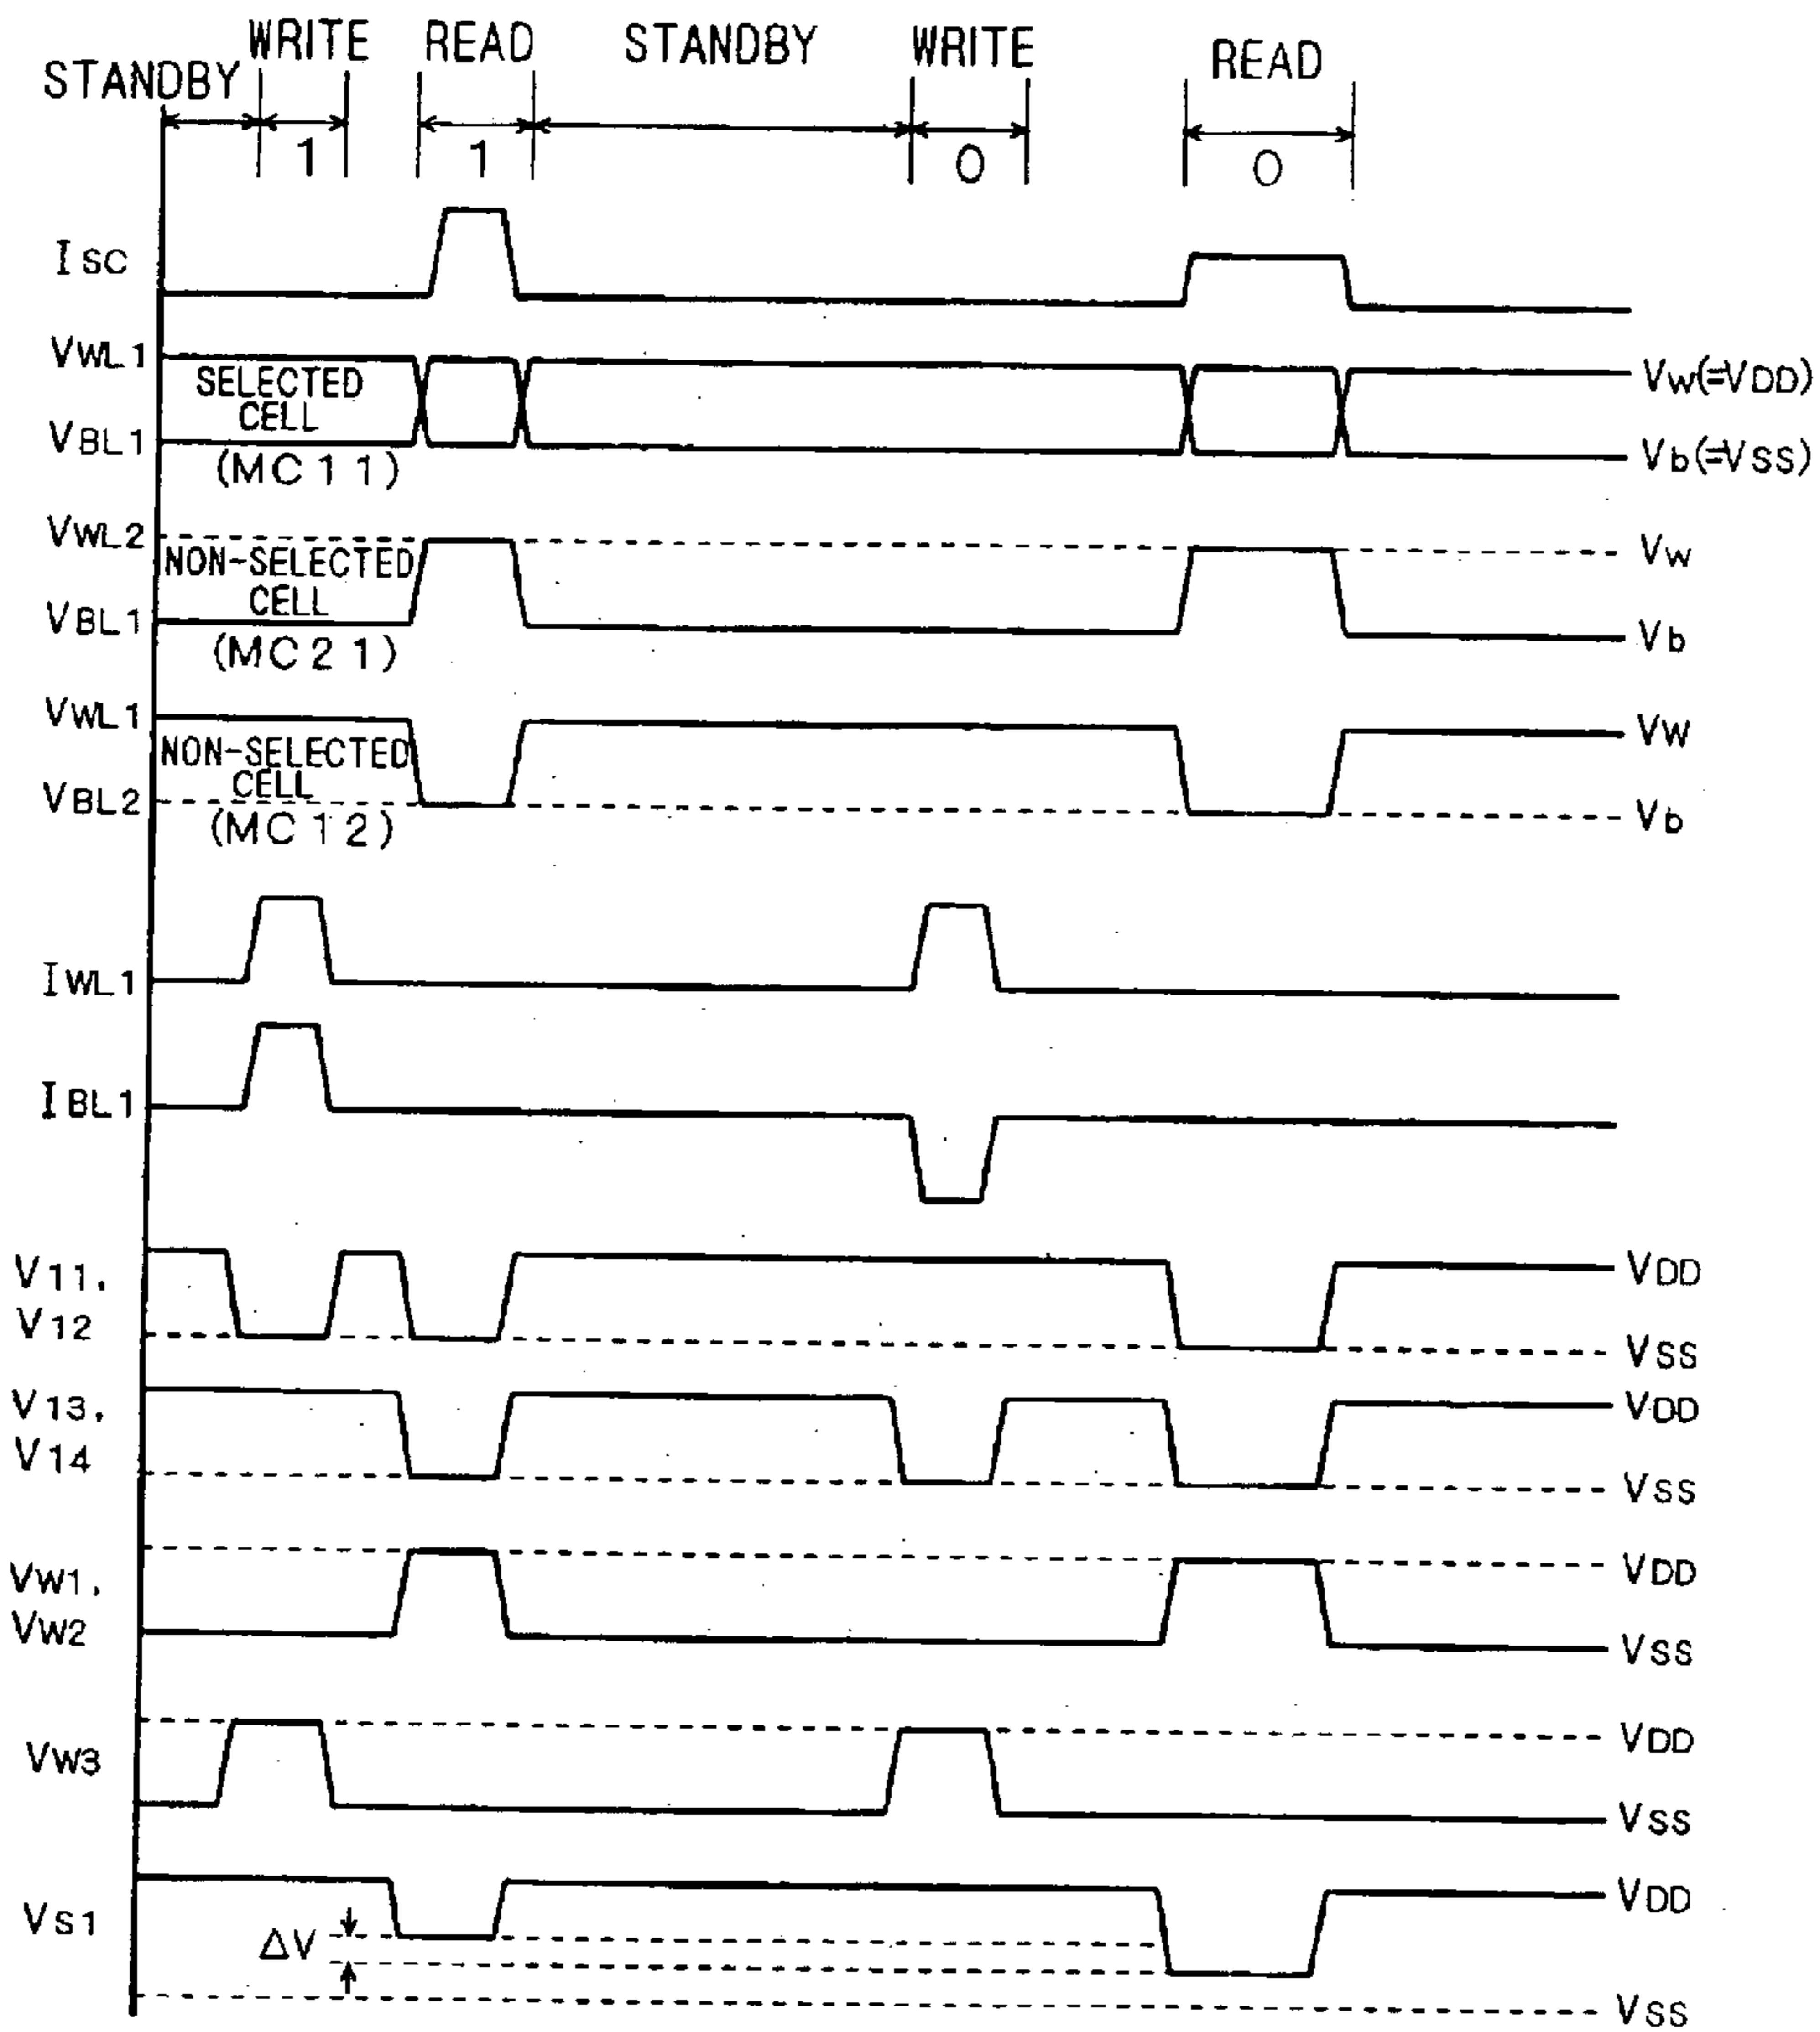 STANDBY WRITE READ STANDBY WRITE READ
1 1 0 0
ISC
VWL1
SELECTED
CELL
VW(=VDD)
VBL1
(MC11)
Vb(=VSS)
VWL2
NON-SELECTED
CELL
VW
VBL1
(MC21)
Vb
VWL1
NON-SELECTED
CELL
VW
VBL2
(MC12)
Vb
IWL1
IBL1
V11,
V12
VDD
VSS
V13,
V14
VDD
VSS
VW1,
VW2
VDD
VSS
VW3
VDD
VSS
VS1
VDD
ΔV
VSS